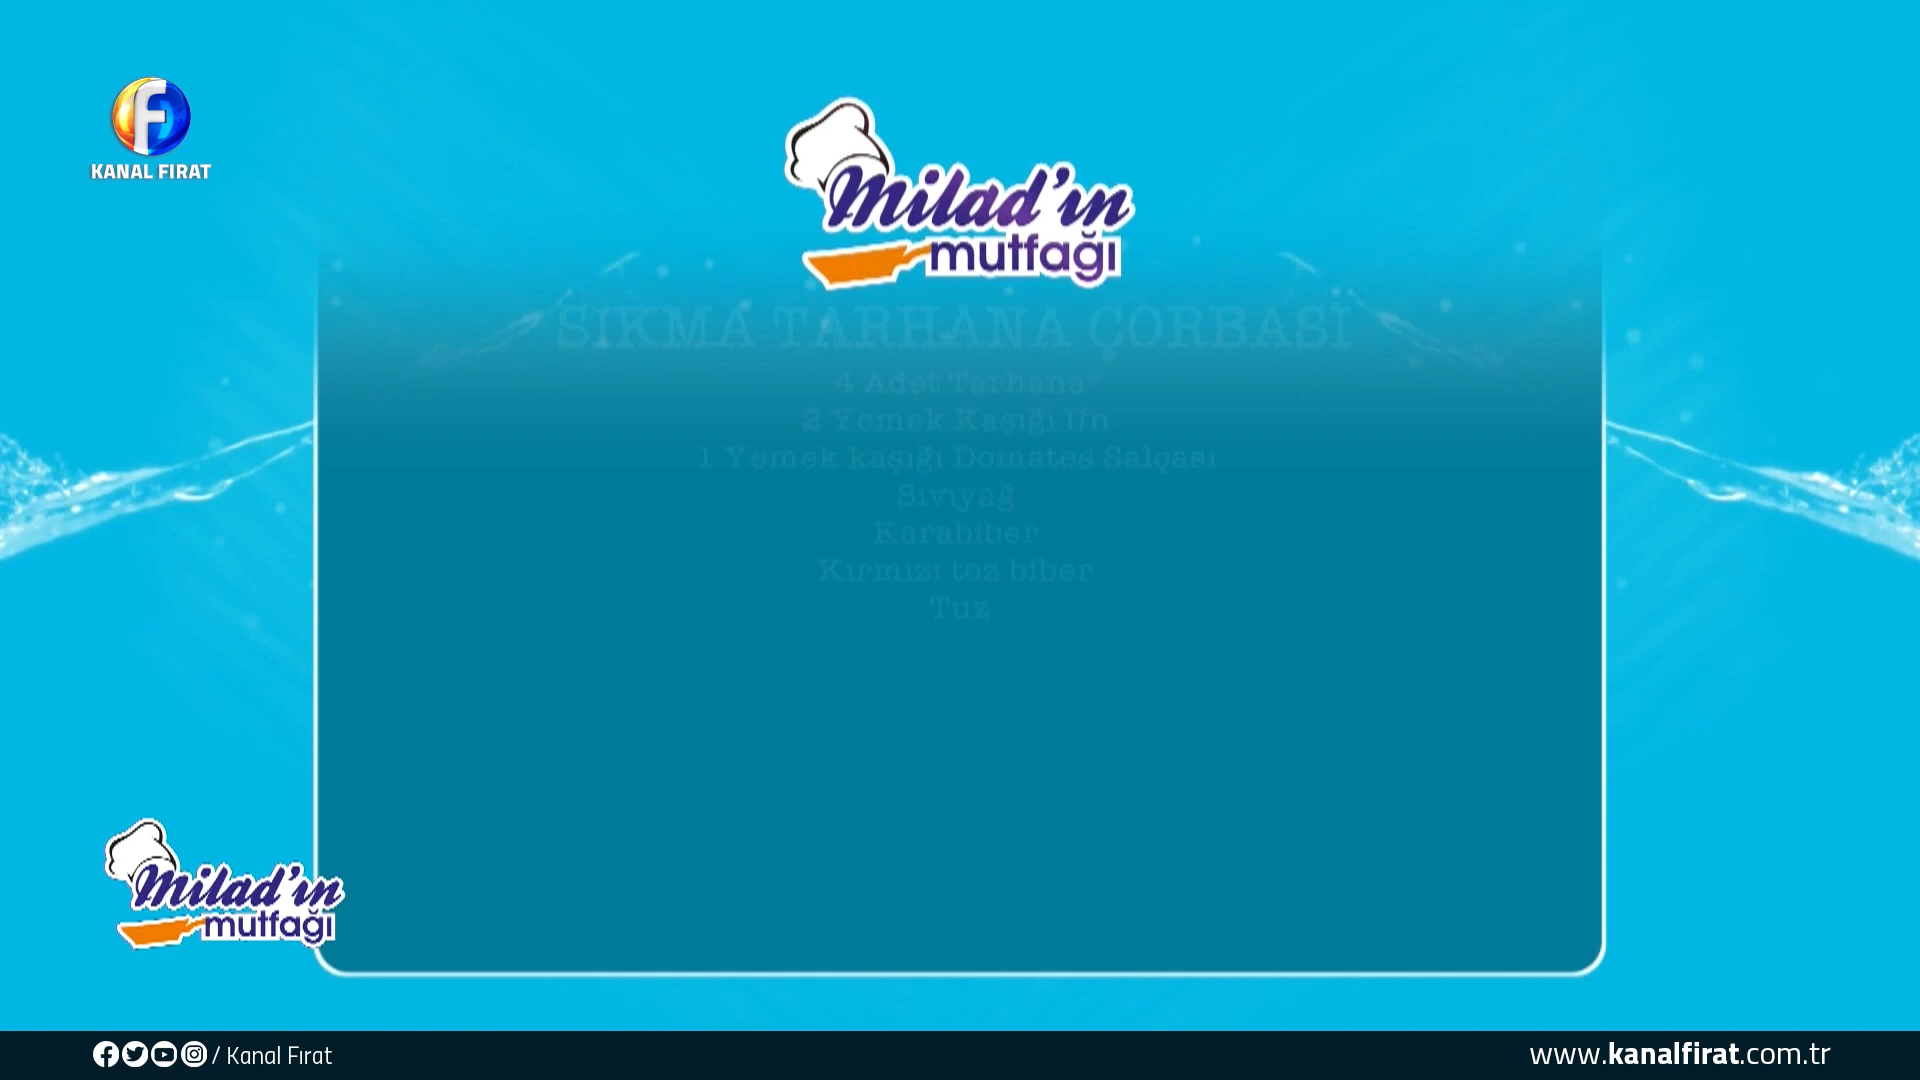 KANAL FIRAT
Milad'ın
mutfağı
SIKMA TARHANA ÇORBASI
4 Adet Tarhana
2 Yemek Kaşığı Un
1 Yemek kaşığı Domates Salçası
Sıvıyağ
Karabiber
Kırmızı toz biber
Tuz
Milad'ın
mutfağı
/ Kanal Fırat
www.kanalfirat.com.tr